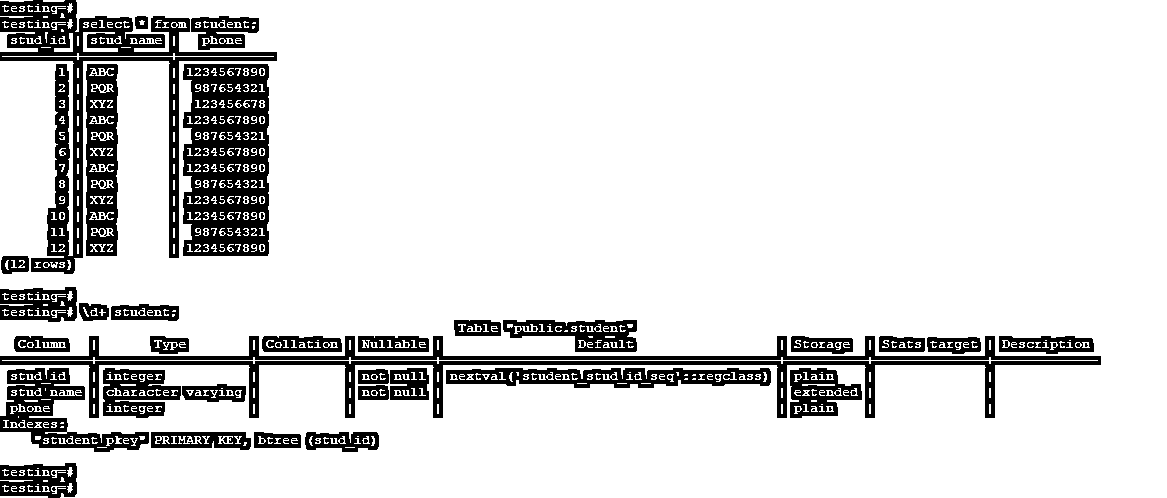 testing=#
testing=# select * from student;
 stud_id | stud_name |   phone
---------+-----------+------------
       1 | ABC       | 1234567890
       2 | PQR       |  987654321
       3 | XYZ       |  123456678
       4 | ABC       | 1234567890
       5 | PQR       |  987654321
       6 | XYZ       | 1234567890
       7 | ABC       | 1234567890
       8 | PQR       |  987654321
       9 | XYZ       | 1234567890
      10 | ABC       | 1234567890
      11 | PQR       |  987654321
      12 | XYZ       | 1234567890
(12 rows)
testing=#
testing=# \d+ student;
Table "public.student"
  Column   |       Type        | Collation | Nullable |                 Default                  | Storage  | Stats target | Description
-----------+-------------------+-----------+----------+------------------------------------------+----------+--------------+-------------
 stud_id   | integer           |           | not null | nextval('student_stud_id_seq'::regclass) | plain    |              |
 stud_name | character varying |           | not null |                                          | extended |              |
 phone     | integer           |           |          |                                          | plain    |              |
Indexes:
    "student_pkey" PRIMARY KEY, btree (stud_id)
testing=#
testing=#